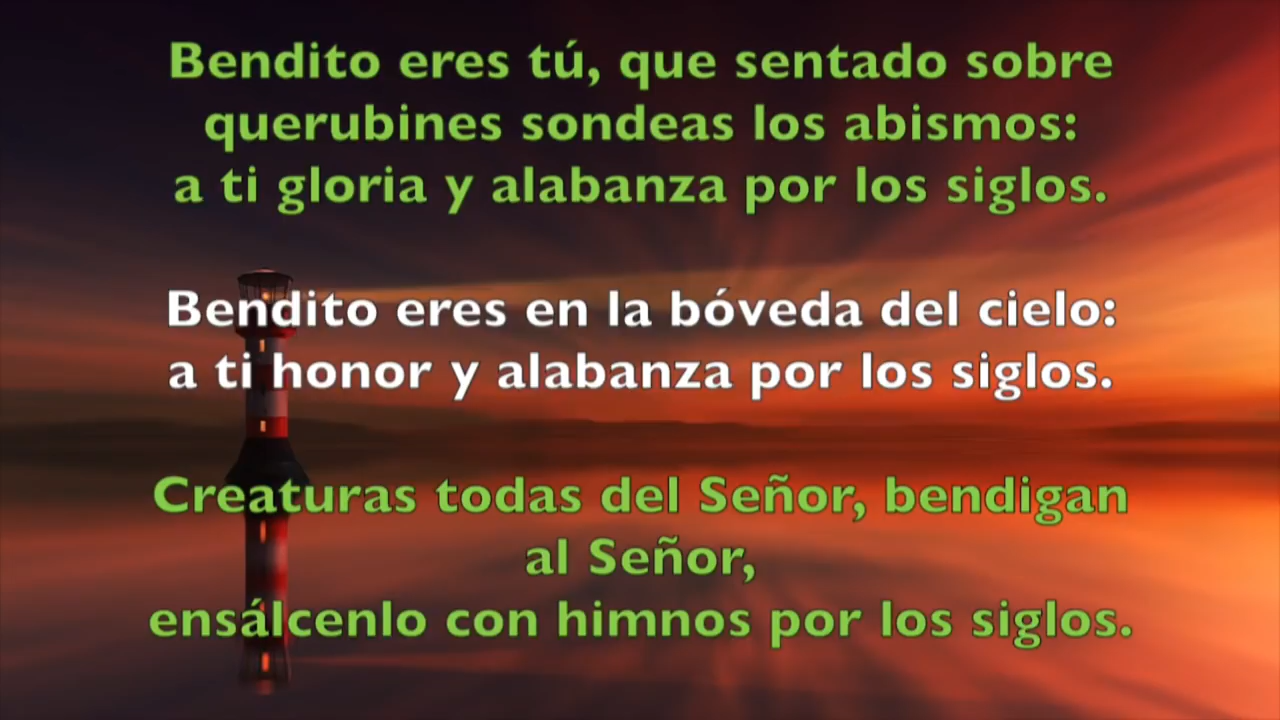 Bendito eres tú, que sentado sobre
querubines sondeas los abismos:
a ti gloria y alabanza por los siglos.
Bendito eres en la bóveda del cielo:
a ti honor y alabanza por los siglos.
Creaturas todas del Señor, bendigan
al Señor,
ensálcenlo con himnos por los siglos.